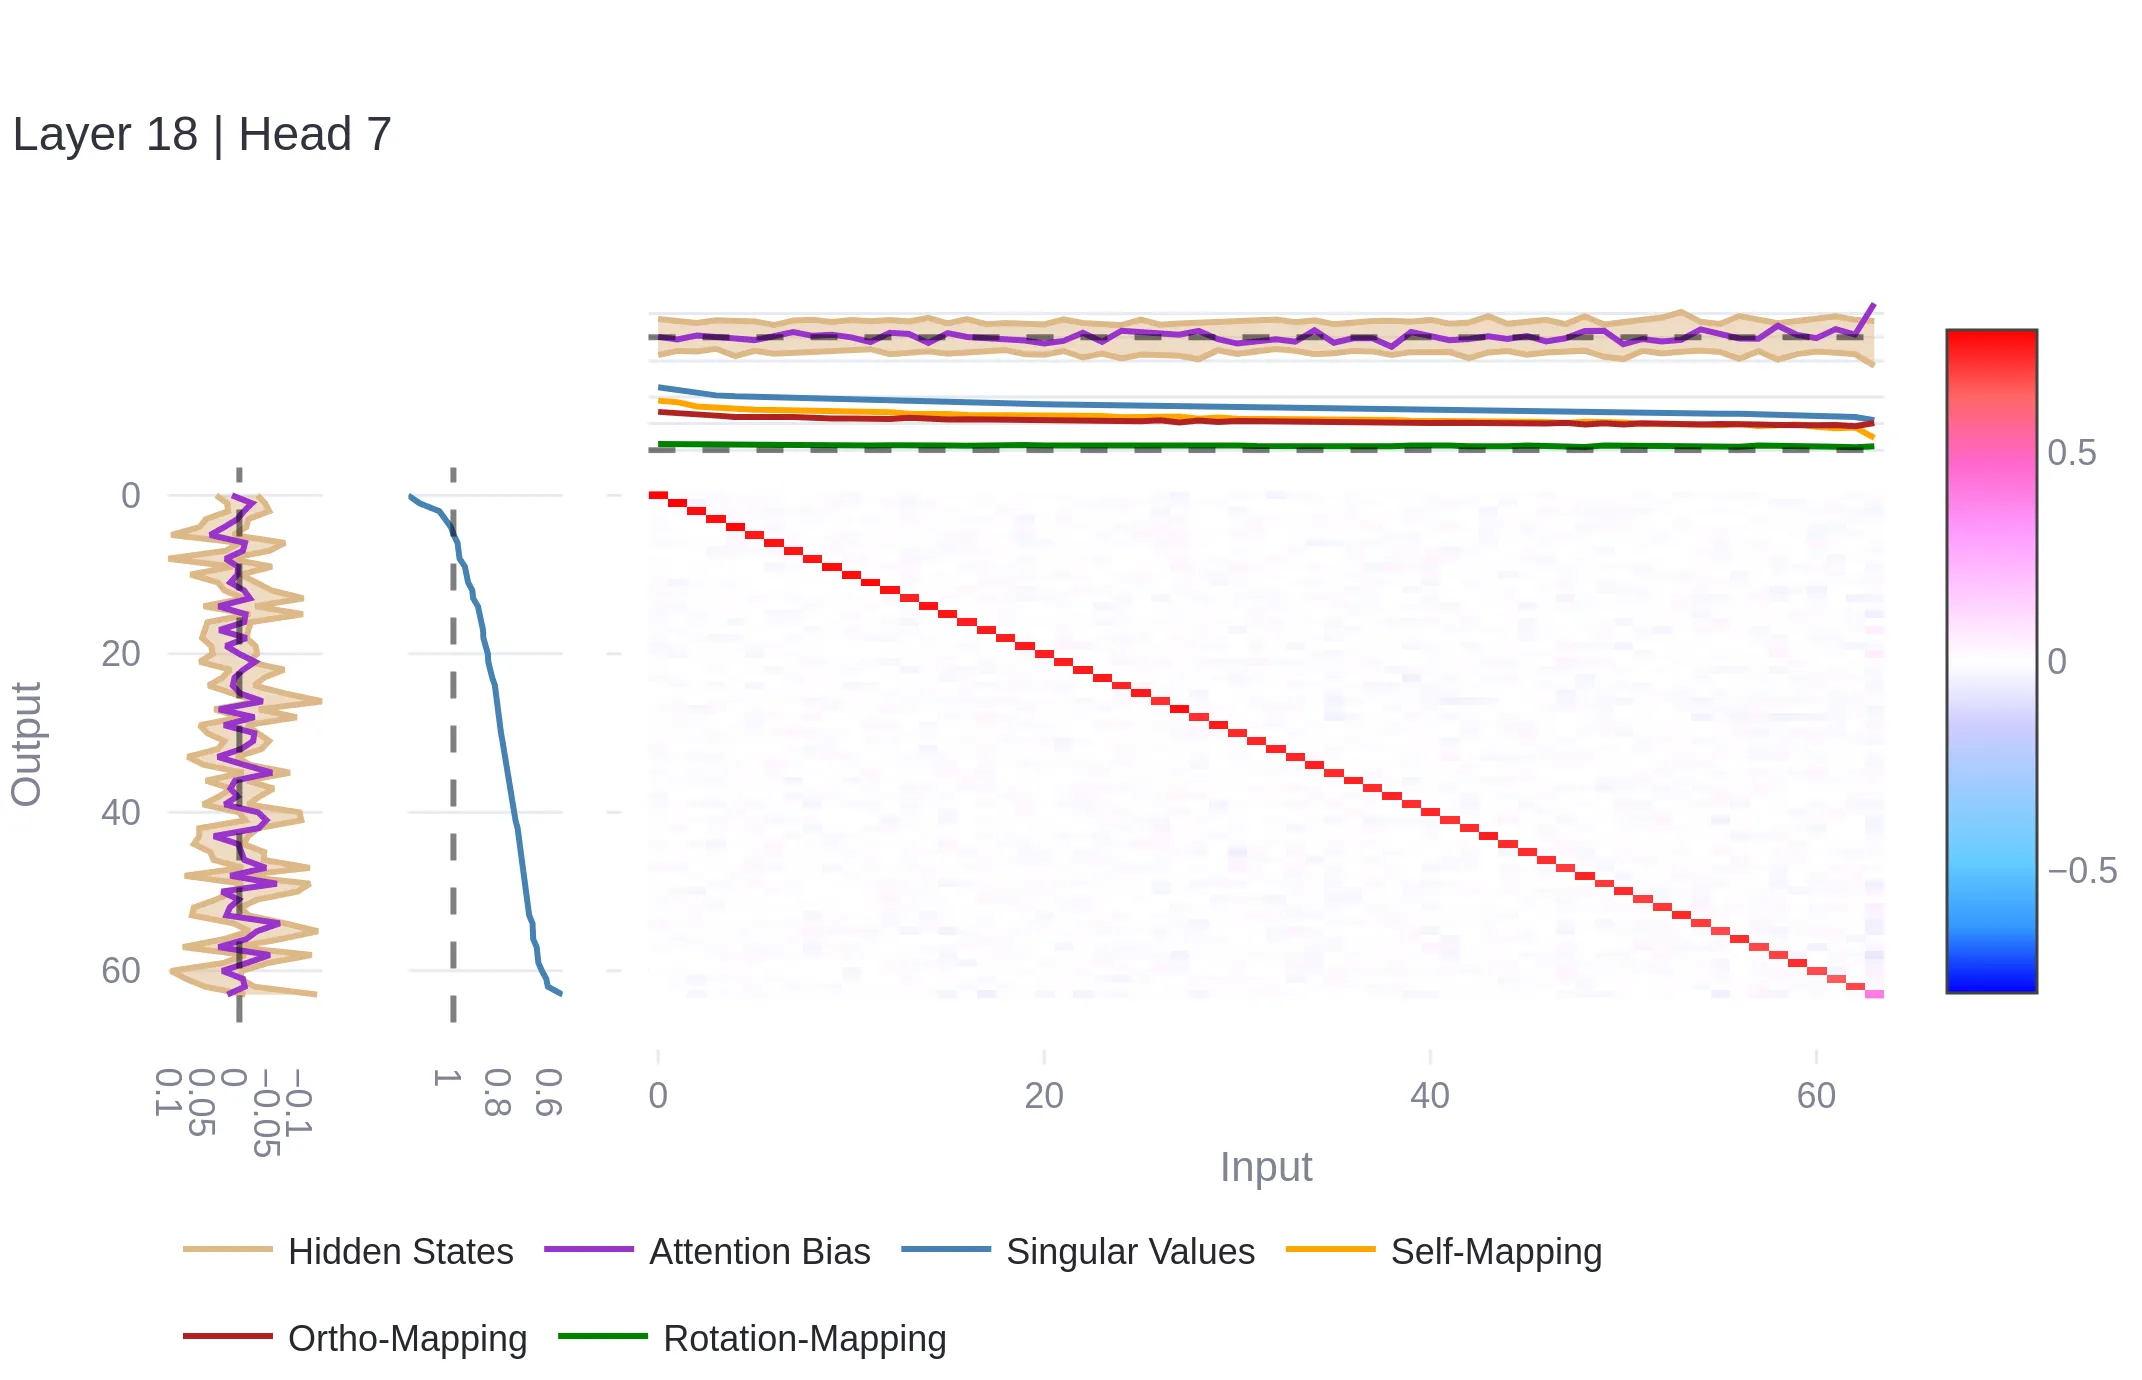 Layer 18 | Head 7
0
20
40
60
Output
0.1
0.05
0
−0.05
−0.1
1
0.8
0.6
0
20
40
60
Input
0.5
0
−0.5
Hidden States
Attention Bias
Singular Values
Self-Mapping
Ortho-Mapping
Rotation-Mapping